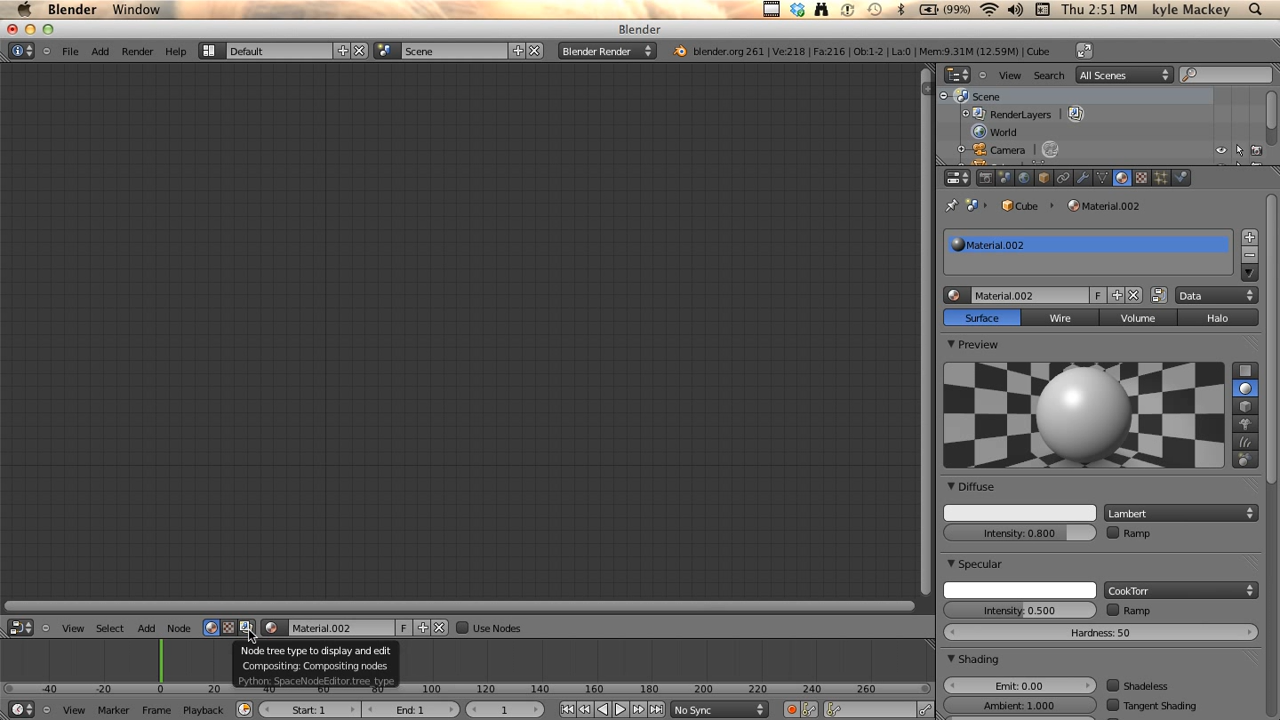 Blender Window (99%) Thu 2:51 PM kyle Mackey
Blender
File Add Render Help Default Scene Blender Render blender.org 261 | Ve:218 | Fa:216 | Ob:1-2 | La:0 | Mem:9.31M (12.59M) | Cube
View Search All Scenes
Scene
RenderLayers |
World
Camera |
Cube Material.002
Material.002
Material.002 F Data
Surface Wire Volume Halo
Preview
Diffuse
Lambert
Intensity: 0.800 Ramp
Specular
CookTorr
Intensity: 0.500 Ramp
Hardness: 50
Shading
Emit: 0.00 Shadeless
Ambient: 1.000 Tangent Shading
View Select Add Node Material.002 F Use Nodes
Node tree type to display and edit
Compositing: Compositing nodes
Python: SpaceNodeEditor.tree_type
-40 -20 0 20 40 60 80 100 120 140 160 180 200 220 240 260
View Marker Frame Playback Start: 1 End: 1 1 No Sync